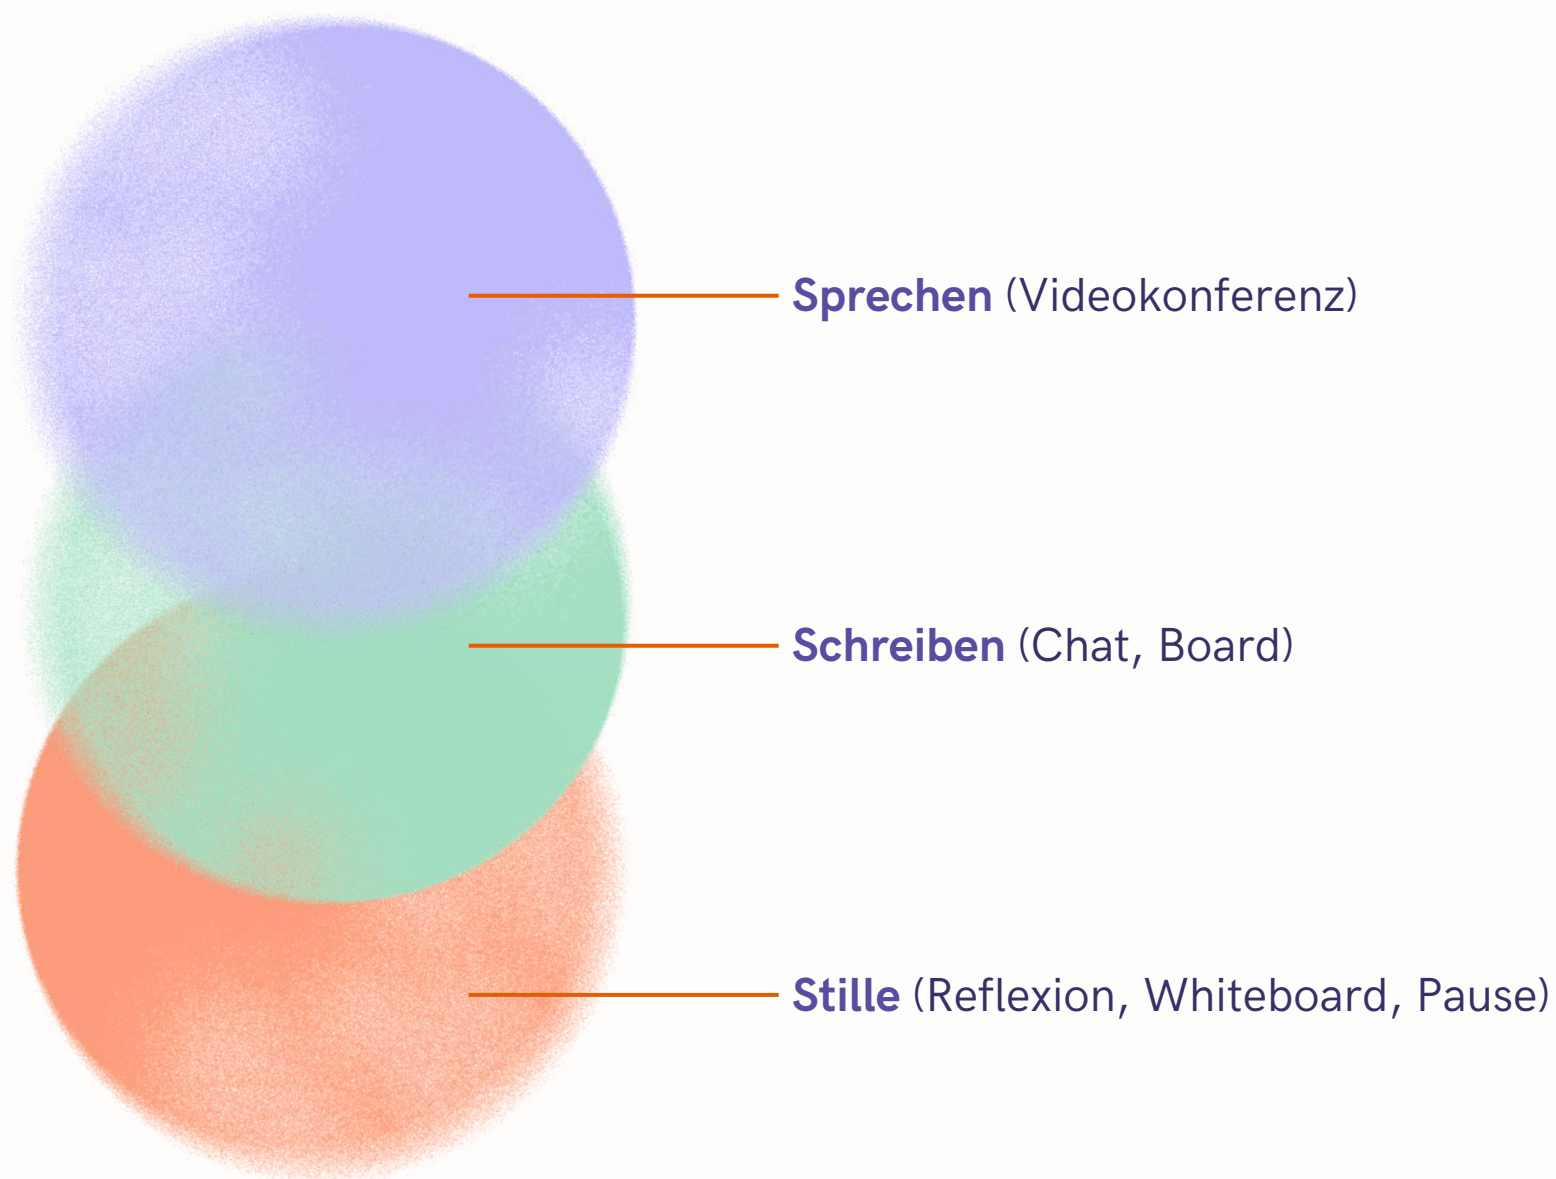 Sprechen (Videokonferenz)
Schreiben (Chat, Board)
Stille (Reflexion, Whiteboard, Pause)